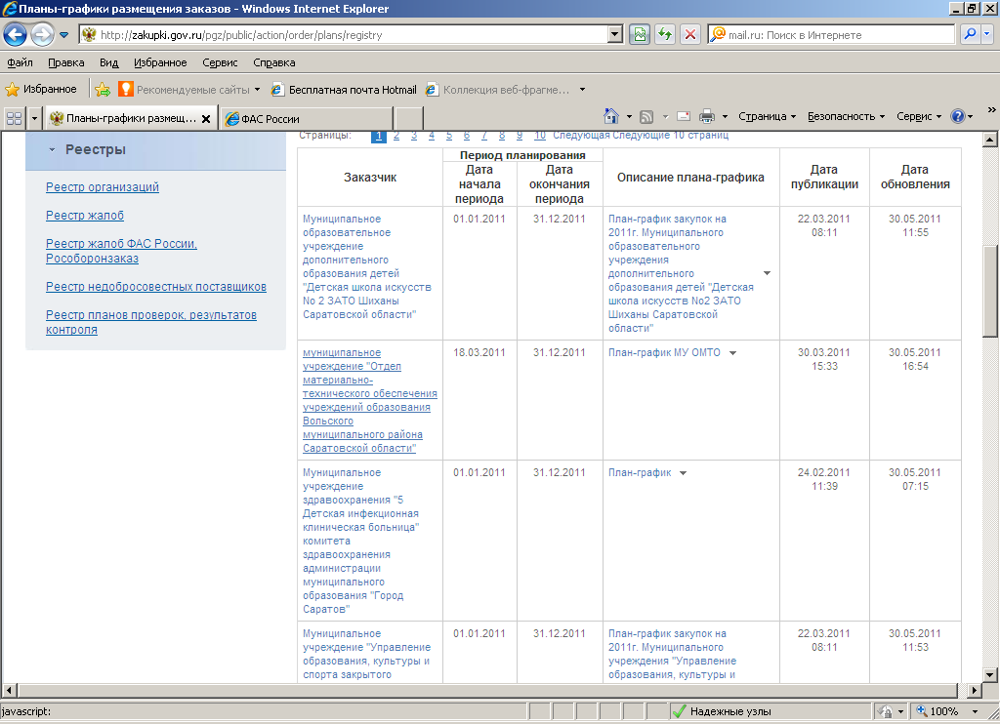 Планы-графики размещения заказов - Windows Internet Explorer
http://zakupki.gov.ru/pgz/public/action/order/plans/registry
mail.ru: Поиск в Интернете
Файл Правка Вид Избранное Сервис Справка
Избранное Рекомендуемые сайты Бесплатная почта Hotmail Коллекция веб-фрагме...
Планы-графики размещ... ФАС России Страница Безопасность Сервис
Реестры
Реестр организаций
Реестр жалоб
Реестр жалоб ФАС России,
Рособоронзаказ
Реестр недобросовестных поставщиков
Реестр планов проверок, результатов
контроля
Страницы: 1 2 3 4 5 6 7 8 9 10 Следующая Следующие 10 страниц
Заказчик
Период планирования
Дата
начала
периода
Дата
окончания
периода
Описание плана-графика
Дата
публикации
Дата
обновления
Муниципальное
образовательное
учреждение
дополнительного
образования детей
"Детская школа искусств
No 2 ЗАТО Шиханы
Саратовской области"
01.01.2011
31.12.2011
План-график закупок на
2011г. Муниципального
образовательного
учреждения
дополнительного
образования детей "Детская
школа искусств No2 ЗАТО
Шиханы Саратовской
области"
22.03.2011
08:11
30.05.2011
11:55
муниципальное
учреждение "Отдел
материально-
технического обеспечения
учреждений образования
Вольского
муниципального района
Саратовской области"
18.03.2011
31.12.2011
План-график МУ ОМТО
30.03.2011
15:33
30.05.2011
16:54
Муниципальное
учреждение
здравоохранения "5
Детская инфекционная
клиническая больница"
комитета
здравоохранения
администрации
муниципального
образования "Город
Саратов"
01.01.2011
31.12.2011
План-график
24.02.2011
11:39
30.05.2011
07:15
Муниципальное
учреждение "Управление
образования, культуры и
спорта закрытого
01.01.2011
31.12.2011
План-график закупок на
2011г. Муниципального
учреждения "Управление
образования, культуры и
22.03.2011
08:11
30.05.2011
11:53
javascript:
Надежные узлы
100%